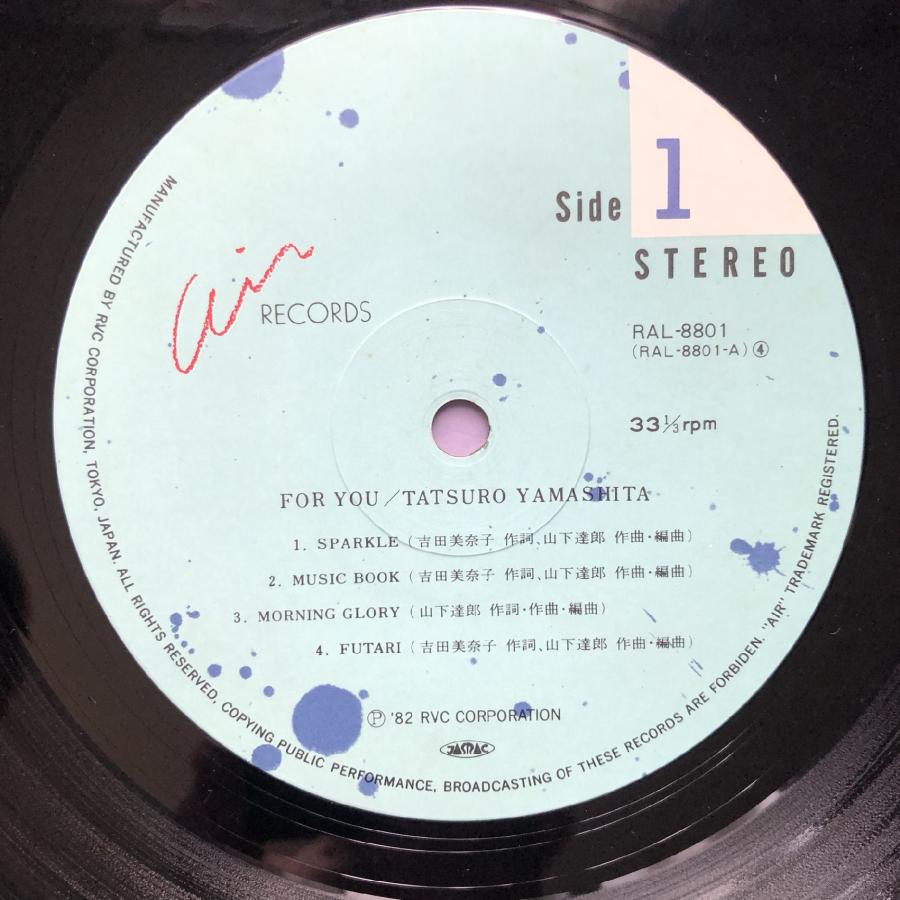 Side 1
STEREO
Air RECORDS
RAL-8801
(RAL-8801-A) ④
33⅓rpm
FOR YOU/TATSURO YAMASHITA
1. SPARKLE (吉田美奈子 作詞、山下達郎 作曲・編曲)
2. MUSIC BOOK (吉田美奈子 作詞、山下達郎 作曲・編曲)
3. MORNING GLORY (山下達郎 作詞・作曲・編曲)
4. FUTARI (吉田美奈子 作詞、山下達郎 作曲・編曲)
Ⓟ '82 RVC CORPORATION
JASRAC
MANUFACTURED BY RVC CORPORATION, TOKYO, JAPAN. ALL RIGHTS RESERVED, COPYING PUBLIC PERFORMANCE, BROADCASTING OF THESE RECORDS ARE FORBIDEN. "AIR" TRADEMARK REGISTERED.